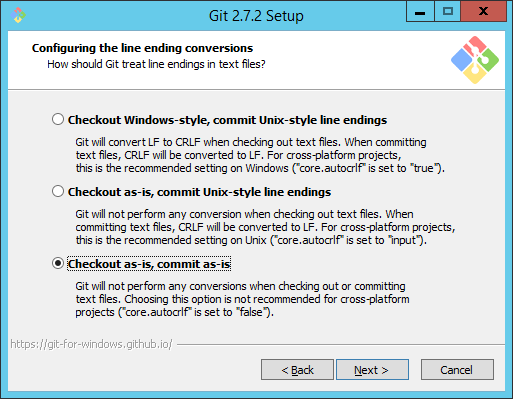 Git 2.7.2 Setup
Configuring the line ending conversions
How should Git treat line endings in text files?
Checkout Windows-style, commit Unix-style line endings
Git will convert LF to CRLF when checking out text files. When committing
text files, CRLF will be converted to LF. For cross-platform projects,
this is the recommended setting on Windows ("core.autocrlf" is set to "true").
Checkout as-is, commit Unix-style line endings
Git will not perform any conversion when checking out text files. When
committing text files, CRLF will be converted to LF. For cross-platform projects,
this is the recommended setting on Unix ("core.autocrlf" is set to "input").
Checkout as-is, commit as-is
Git will not perform any conversions when checking out or committing
text files. Choosing this option is not recommended for cross-platform
projects ("core.autocrlf" is set to "false").
https://git-for-windows.github.io/
< Back Next > Cancel